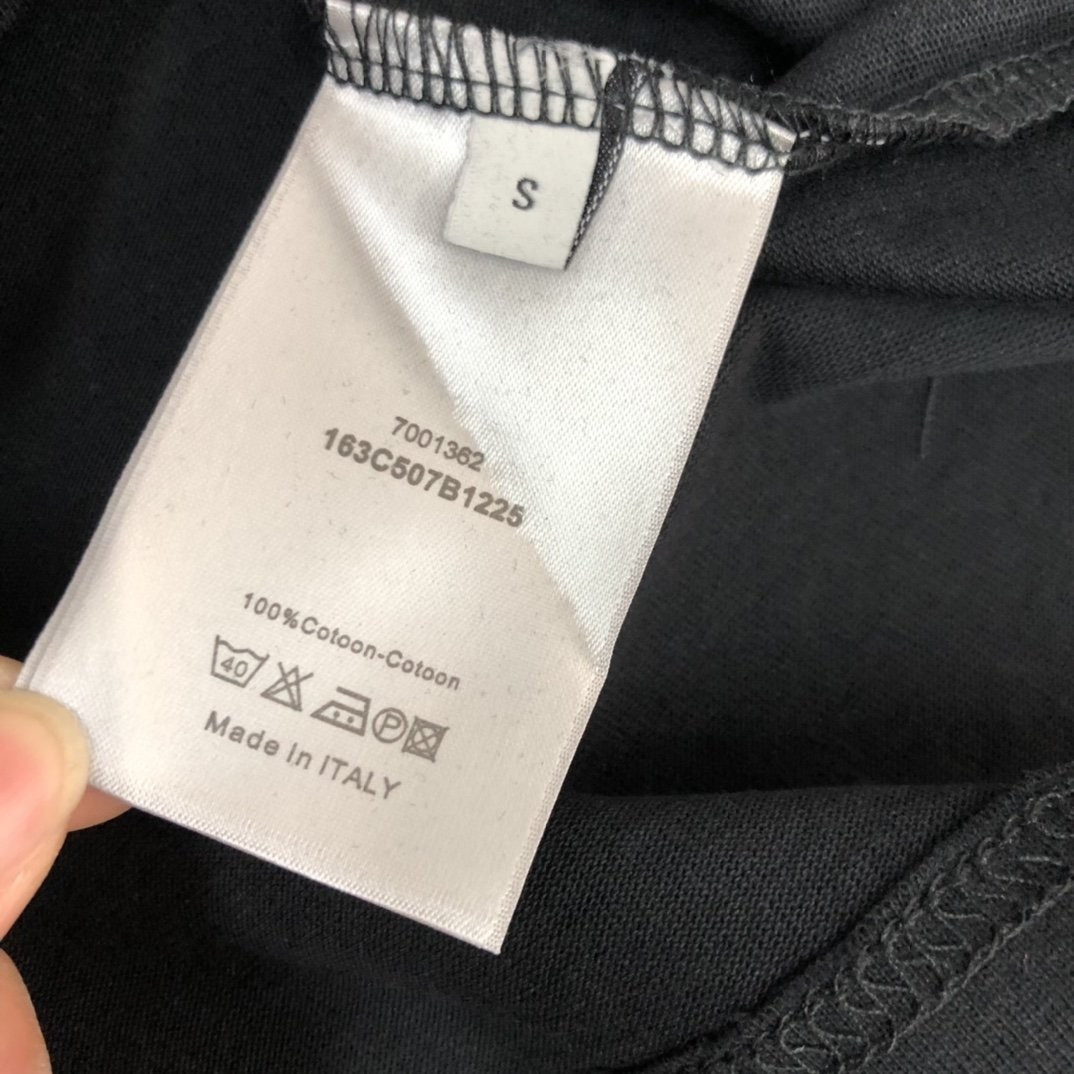 S
7001362
163C507B1225
100%Cotoon-Cotoon
40
P
Made In ITALY